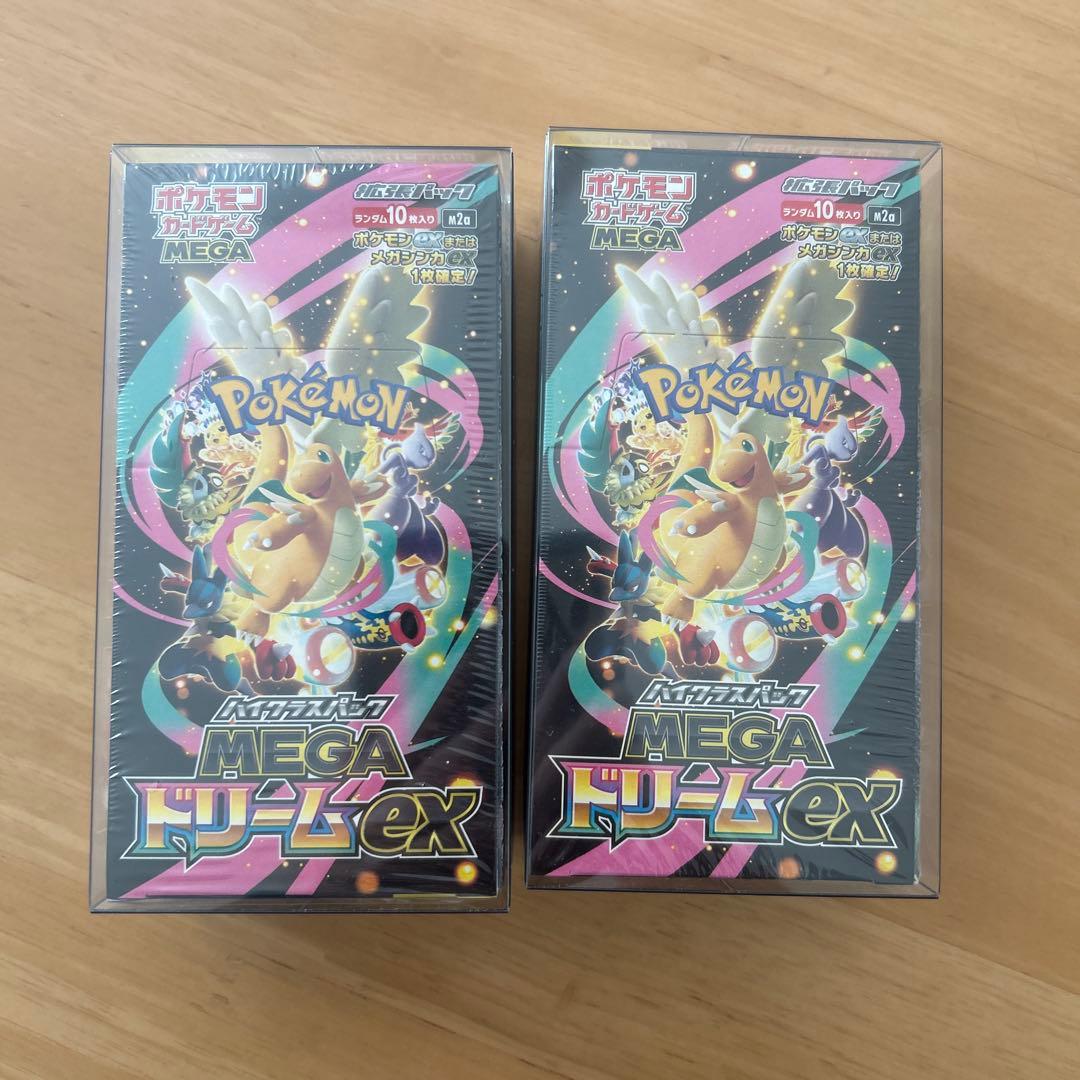 ポケモン
カードゲーム
MEGA
拡張パック
ランダム10枚入り M2a
ポケモンexまたは
メガシンカex
1枚確定!
POKéMON
ハイクラスパック
MEGA
ドリームex
ポケモン
カードゲーム
MEGA
拡張パック
ランダム10枚入り M2a
ポケモンexまたは
メガシンカex
1枚確定!
POKéMON
ハイクラスパック
MEGA
ドリームex